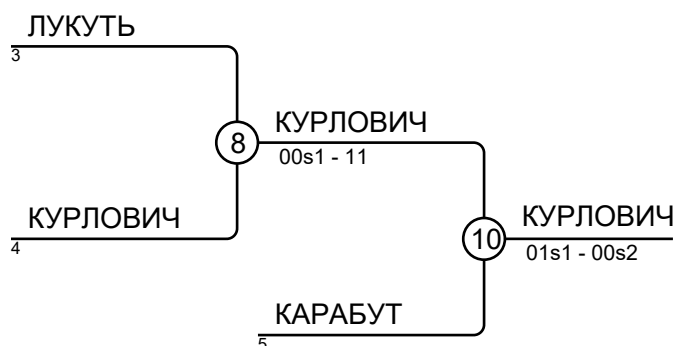 ЛУКУТЬ
3
8
КУРЛОВИЧ
00s1 - 11
КУРЛОВИЧ
4
10
КУРЛОВИЧ
01s1 - 00s2
КАРАБУТ
5